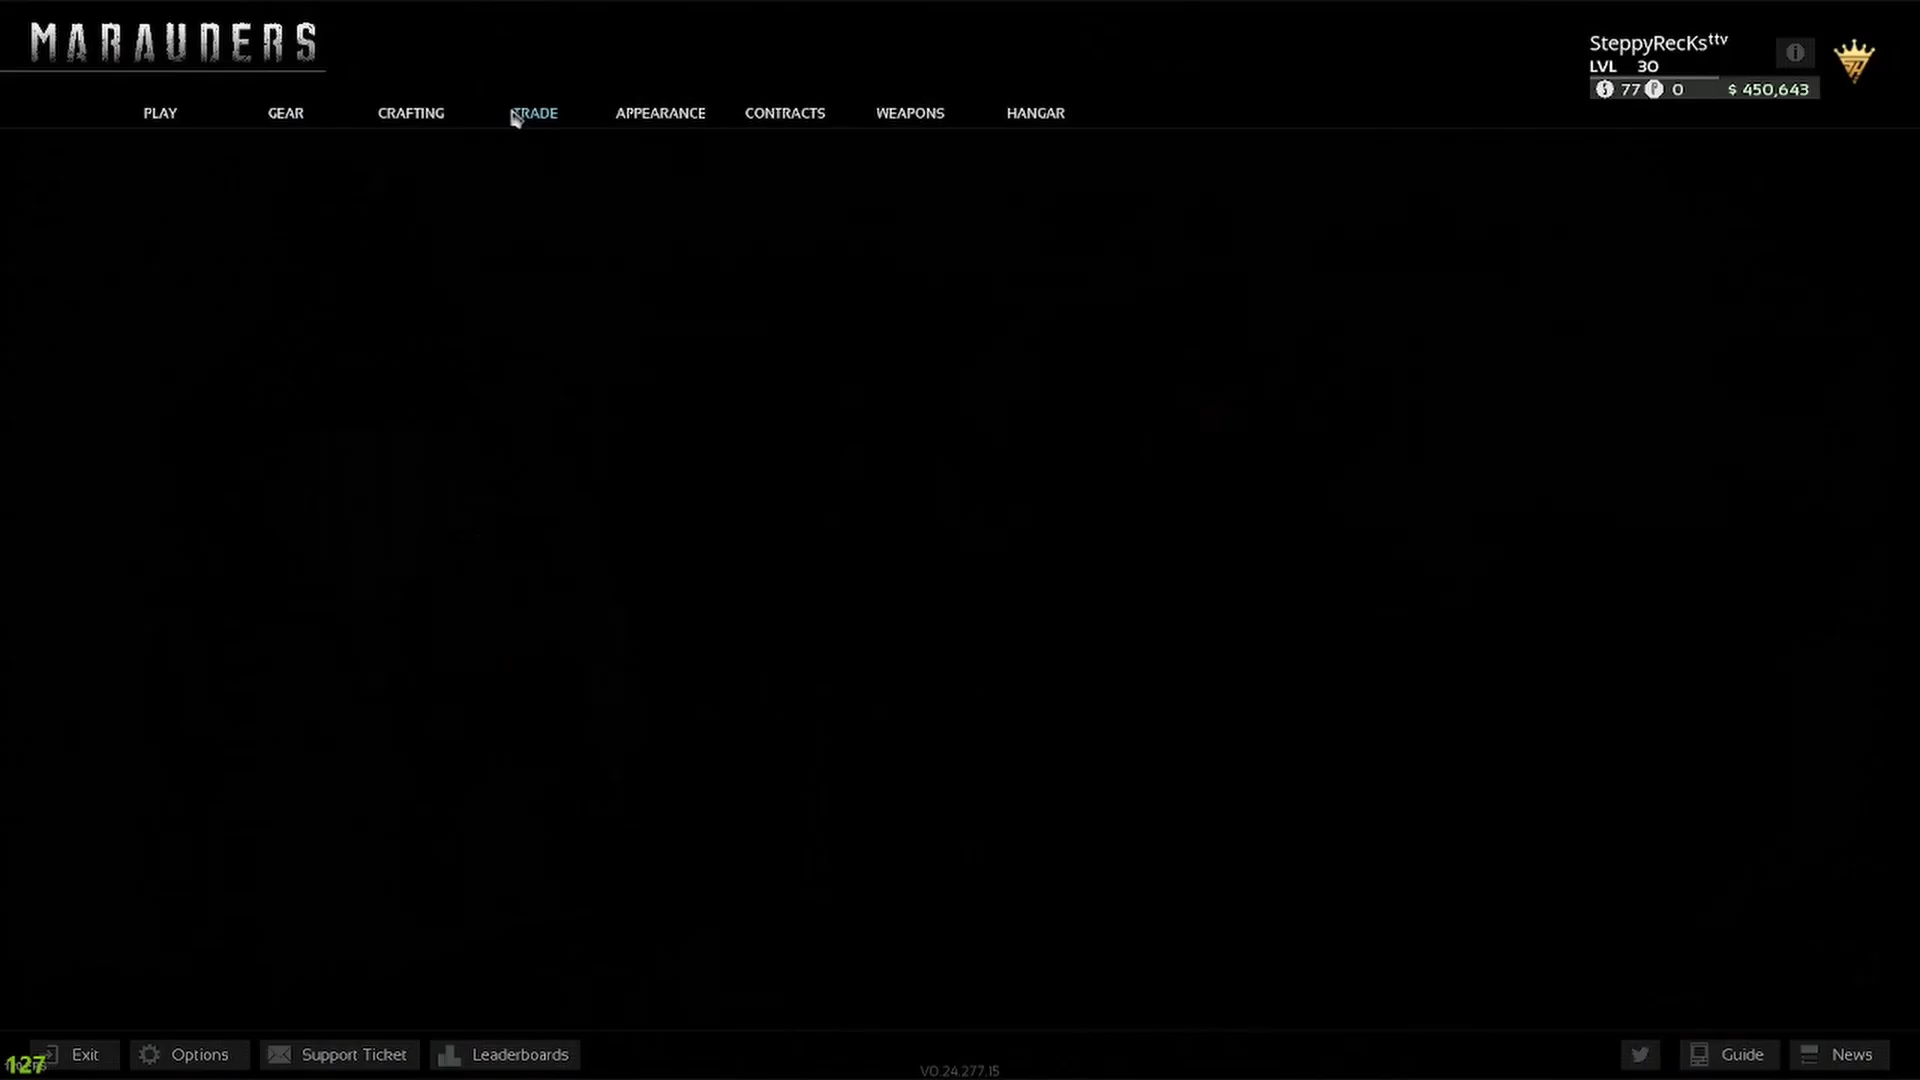 MARAUDERS
SteppyRecKsttv
LVL 30
77 0 $ 450,643
PLAY GEAR CRAFTING TRADE APPEARANCE CONTRACTS WEAPONS HANGAR
127 Exit Options Support Ticket Leaderboards Guide News
V0.24.277.15